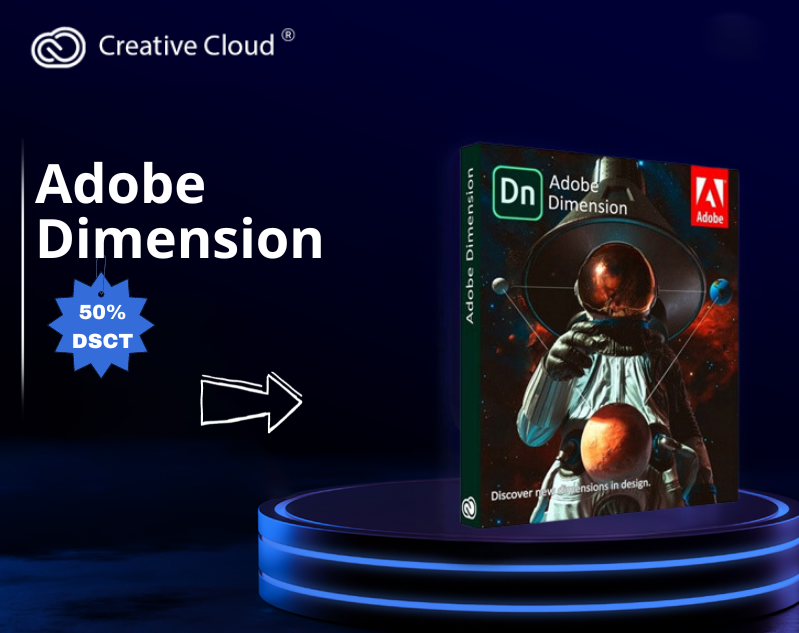 Creative Cloud ®
Adobe
Dimension
50%
DSCT
Adobe Dimension
Dn
Adobe
Dimension
Adobe
Discover new dimensions in design.